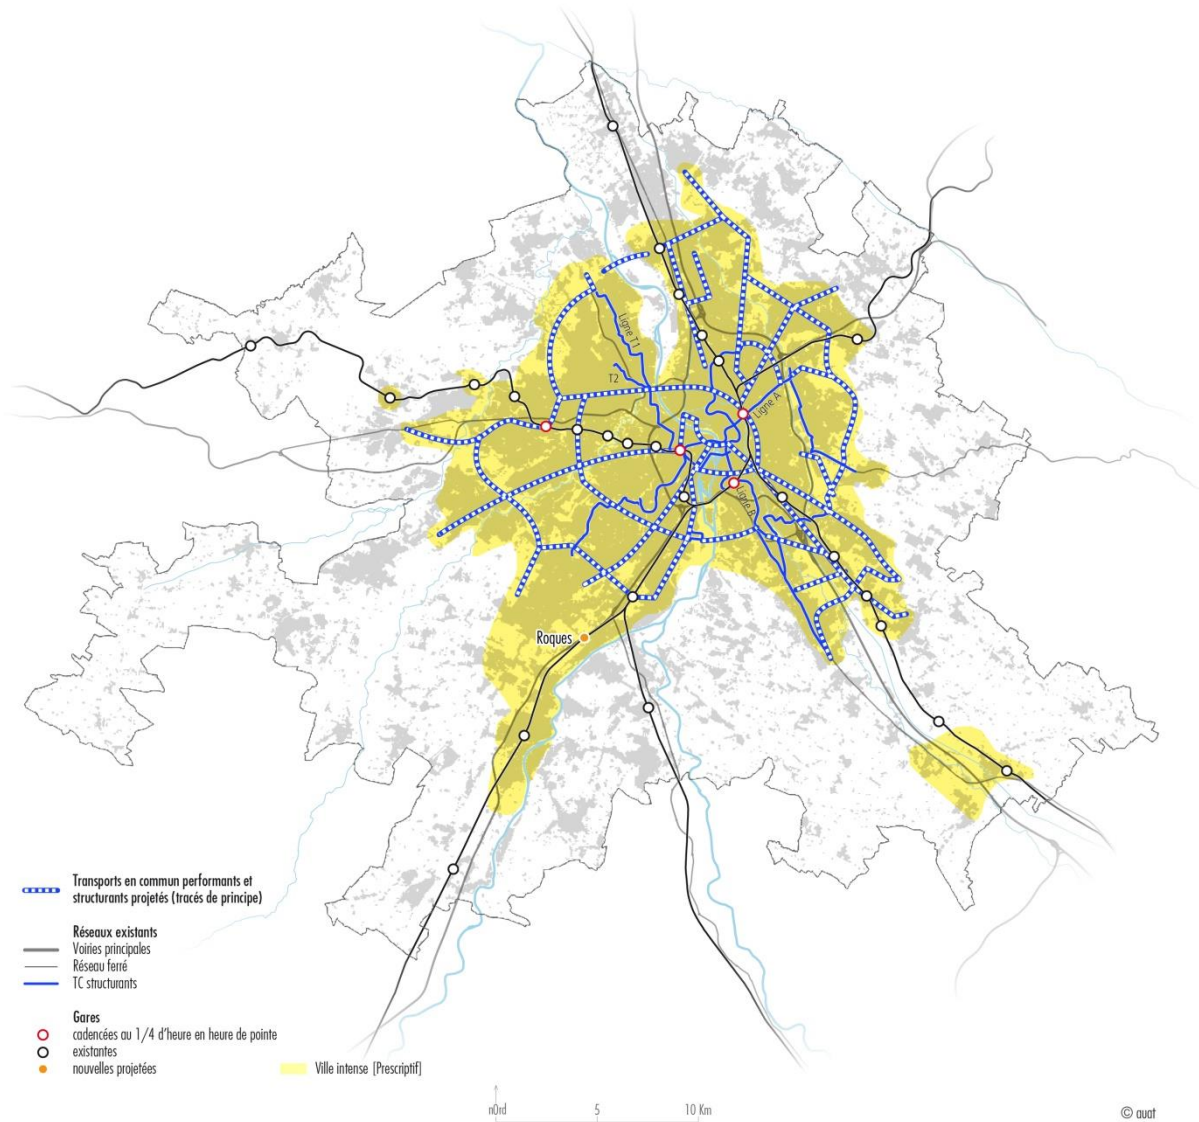 Ligne T1
T2
Ligne A
Ligne B
Roques
Transports en commun performants et
structurants projetés (tracés de principe)
Réseaux existants
Voiries principales
Réseau ferré
TC structurants
Gares
cadencées au 1/4 d'heure en heure de pointe
existantes
nouvelles projetées
Ville intense [Prescriptif]
n0rd
5
10 Km
© auat